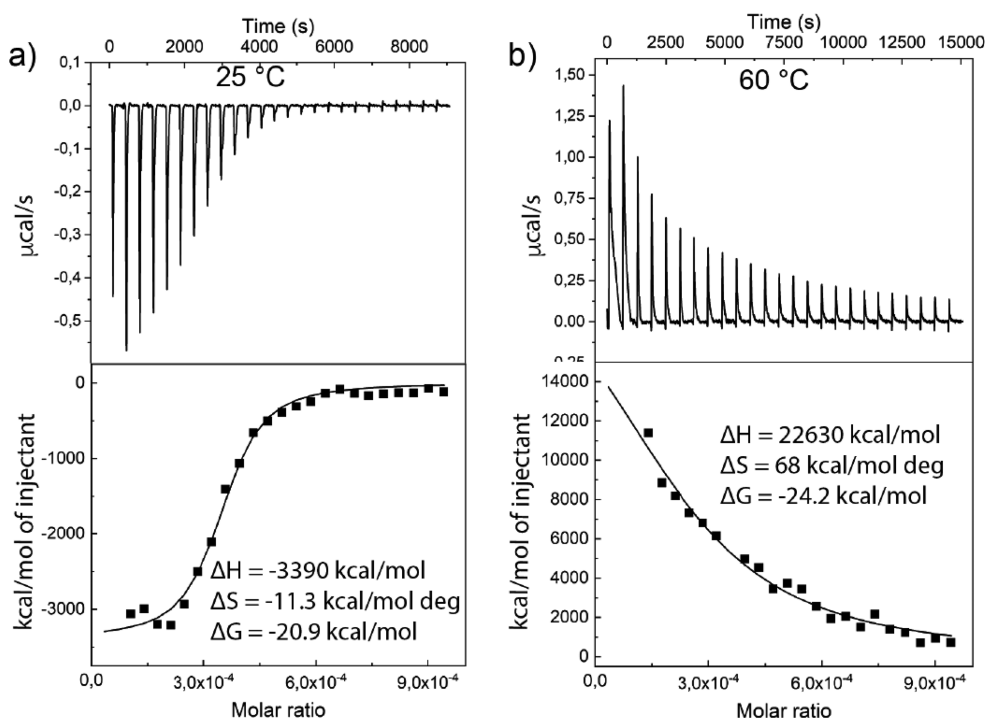 a)
Time (s)
0 2000 4000 6000 8000
25 °C
0,1
0,0
-0,1
-0,2
-0,3
-0,4
-0,5
μcal/s
0
-1000
-2000
-3000
kcal/mol of injectant
ΔH = -3390 kcal/mol
ΔS = -11.3 kcal/mol deg
ΔG = -20.9 kcal/mol
0,0 3,0x10⁻⁴ 6,0x10⁻⁴ 9,0x10⁻⁴
Molar ratio
b)
Time (s)
0 2500 5000 7500 10000 12500 15000
60 °C
1,50
1,25
1,00
0,75
0,50
0,25
0,00
0,25
μcal/s
14000
12000
10000
8000
6000
4000
2000
0
kcal/mol of injectant
ΔH = 22630 kcal/mol
ΔS = 68 kcal/mol deg
ΔG = -24.2 kcal/mol
0,0 3,0x10⁻⁴ 6,0x10⁻⁴ 9,0x10⁻⁴
Molar ratio